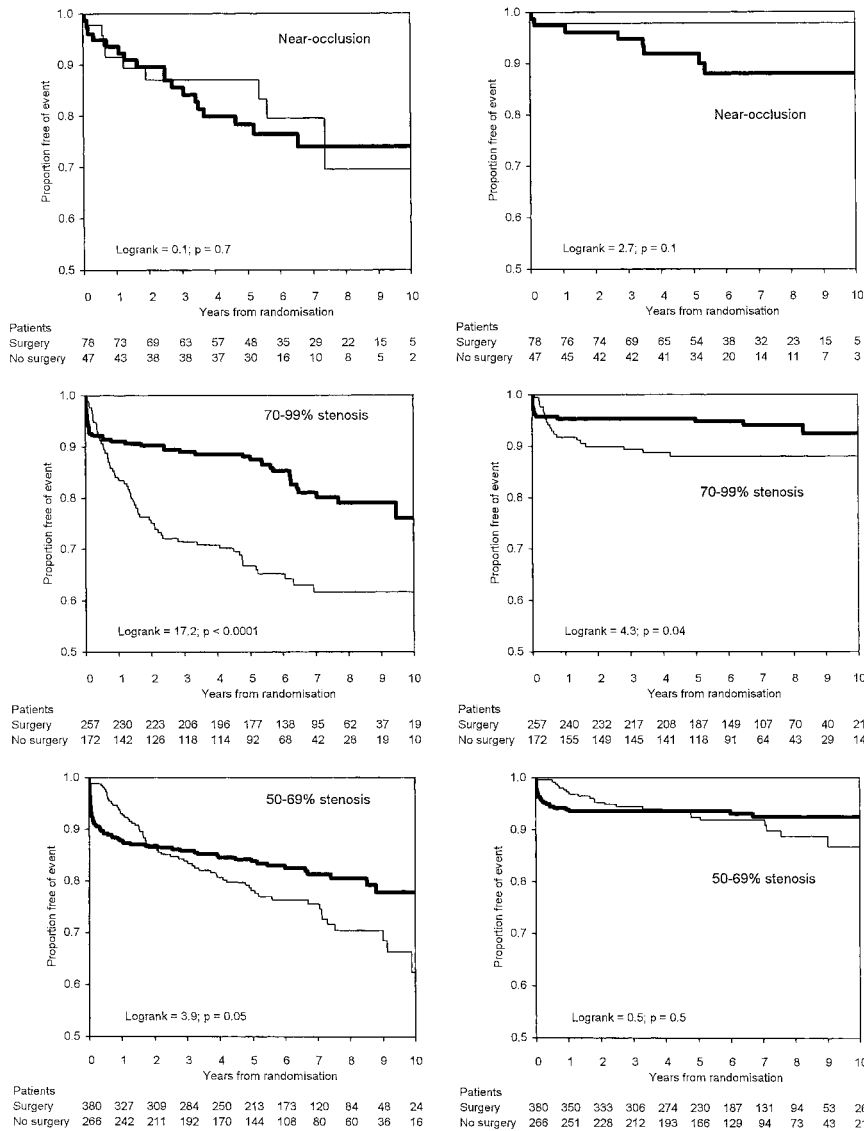 1.0
0.9
0.8
0.7
0.6
0.5
Proportion free of event
Near-occlusion
Logrank = 0.1; p = 0.7
0 1 2 3 4 5 6 7 8 9 10
Years from randomisation
Patients
Surgery 78 73 69 63 57 48 35 29 22 15 5
No surgery 47 43 38 38 37 30 16 10 8 5 2
1.0
0.9
0.8
0.7
0.6
0.5
Proportion free of event
Near-occlusion
Logrank = 2.7; p = 0.1
0 1 2 3 4 5 6 7 8 9 10
Years from randomisation
Patients
Surgery 78 76 74 69 65 54 38 32 23 15 5
No surgery 47 45 42 42 41 34 20 14 11 7 3
1.0
0.9
0.8
0.7
0.6
0.5
Proportion free of event
70-99% stenosis
Logrank = 17.2; p < 0.0001
0 1 2 3 4 5 6 7 8 9 10
Years from randomisation
Patients
Surgery 257 230 223 206 196 177 138 95 62 37 19
No surgery 172 142 126 118 114 92 68 42 28 19 10
1.0
0.9
0.8
0.7
0.6
0.5
Proportion free of event
70-99% stenosis
Logrank = 4.3; p = 0.04
0 1 2 3 4 5 6 7 8 9 10
Years from randomisation
Patients
Surgery 257 240 232 217 208 187 149 107 70 40 21
No surgery 172 155 149 145 141 118 91 64 43 29 14
1.0
0.9
0.8
0.7
0.6
0.5
Proportion free of event
50-69% stenosis
Logrank = 3.9; p = 0.05
0 1 2 3 4 5 6 7 8 9 10
Years from randomisation
Patients
Surgery 380 327 309 284 250 213 173 120 84 48 24
No surgery 266 242 211 192 170 144 108 80 60 36 16
1.0
0.9
0.8
0.7
0.6
0.5
Proportion free of event
50-69% stenosis
Logrank = 0.5; p = 0.5
0 1 2 3 4 5 6 7 8 9 10
Years from randomisation
Patients
Surgery 380 350 333 306 274 230 187 131 94 53 26
No surgery 266 251 228 212 193 166 129 94 73 43